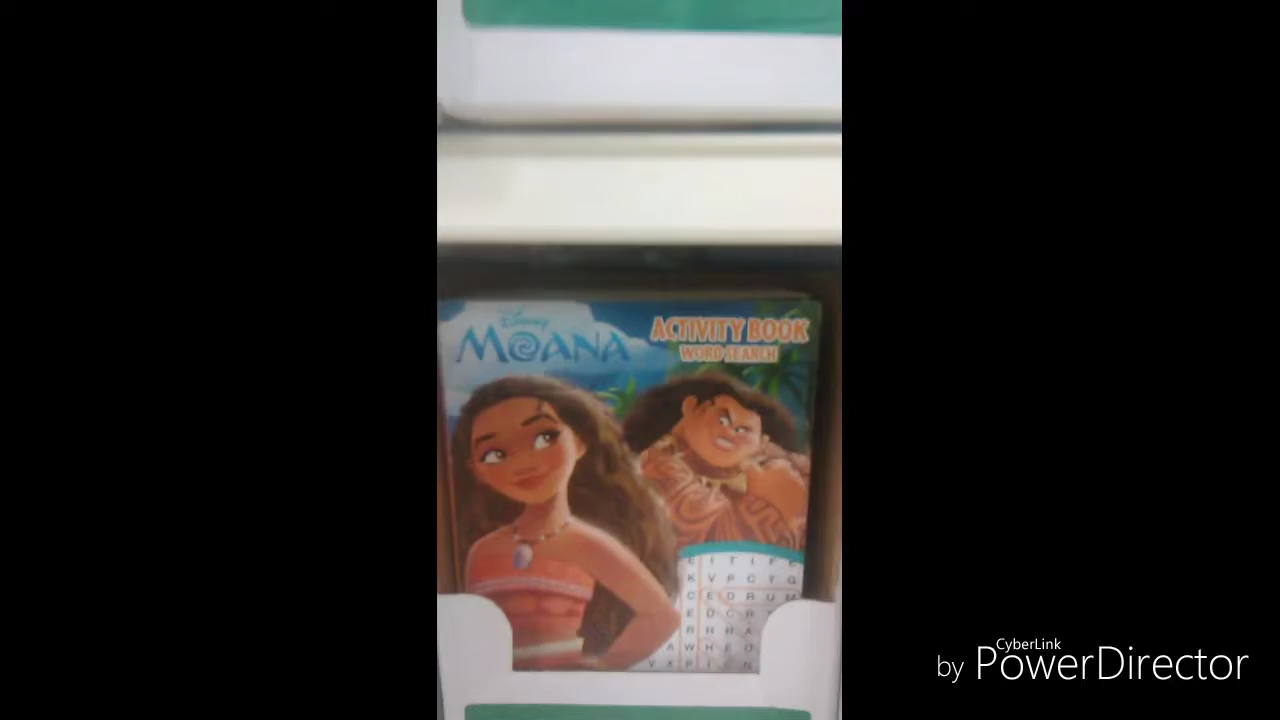 Disney
MOANA
ACTIVITY BOOK
WORD SEARCH
E I T I F
K V P C T G
C E D R U M
E D C R
A W H E O
V X P I N
CyberLink
by PowerDirector